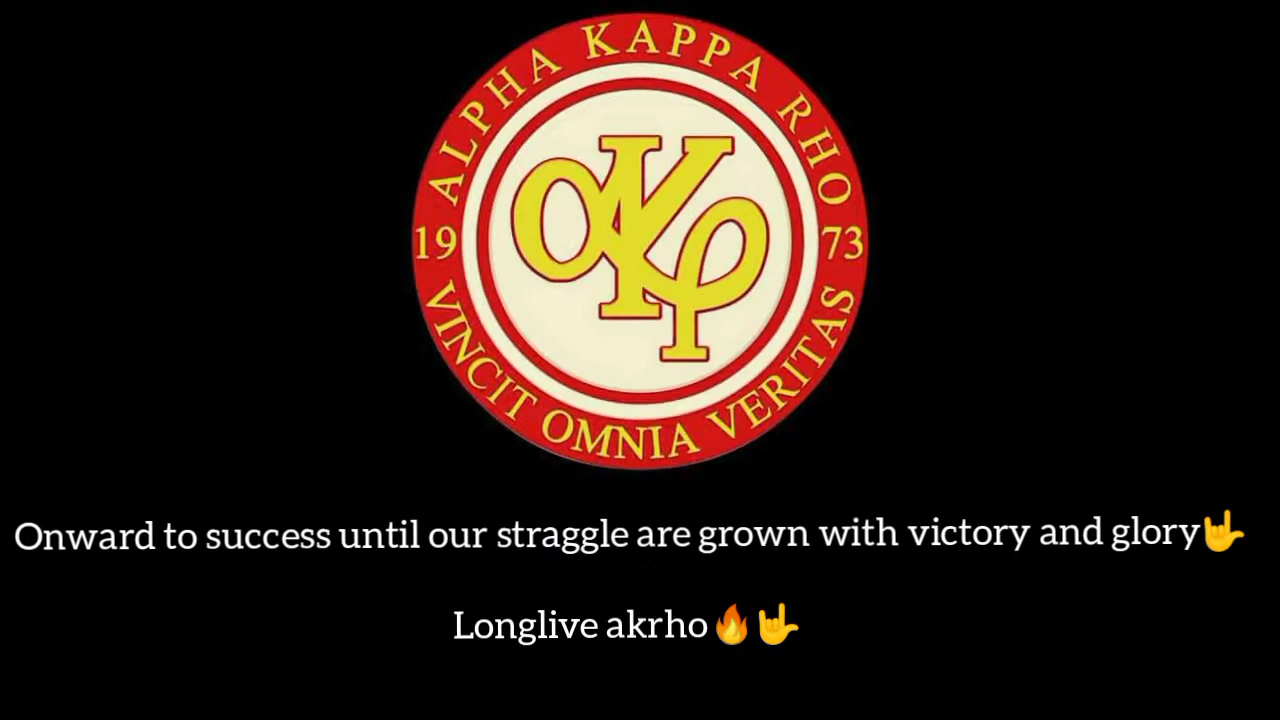 ALPHA KAPPA RHO
19 73
VINCIT OMNIA VERITAS
αKρ
Onward to success until our straggle are grown with victory and glory🤟
Longlive akrho🔥🤟